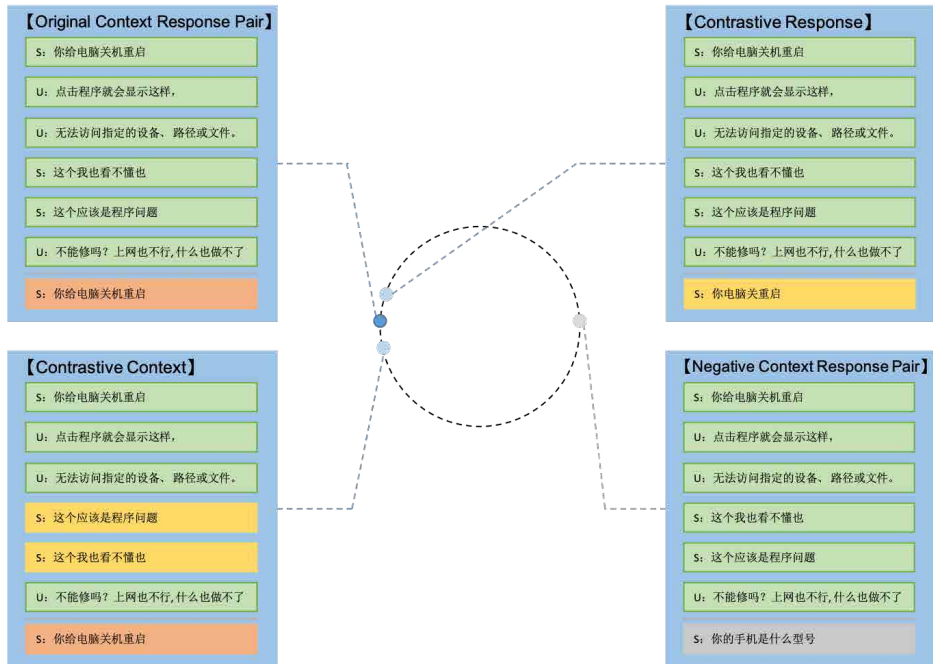 【Original Context Response Pair】
S：你给电脑关机重启
U：点击程序就会显示这样，
U：无法访问指定的设备、路径或文件。
S：这个我也看不懂也
S：这个应该是程序问题
U：不能修吗？上网也不行,什么也做不了
S：你给电脑关机重启
【Contrastive Response】
S：你给电脑关机重启
U：点击程序就会显示这样，
U：无法访问指定的设备、路径或文件。
S：这个我也看不懂也
S：这个应该是程序问题
U：不能修吗？上网也不行,什么也做不了
S：你电脑关重启
【Contrastive Context】
S：你给电脑关机重启
U：点击程序就会显示这样，
U：无法访问指定的设备、路径或文件。
S：这个应该是程序问题
S：这个我也看不懂也
U：不能修吗？上网也不行,什么也做不了
S：你给电脑关机重启
【Negative Context Response Pair】
S：你给电脑关机重启
U：点击程序就会显示这样，
U：无法访问指定的设备、路径或文件。
S：这个我也看不懂也
S：这个应该是程序问题
U：不能修吗？上网也不行,什么也做不了
S：你的手机是什么型号